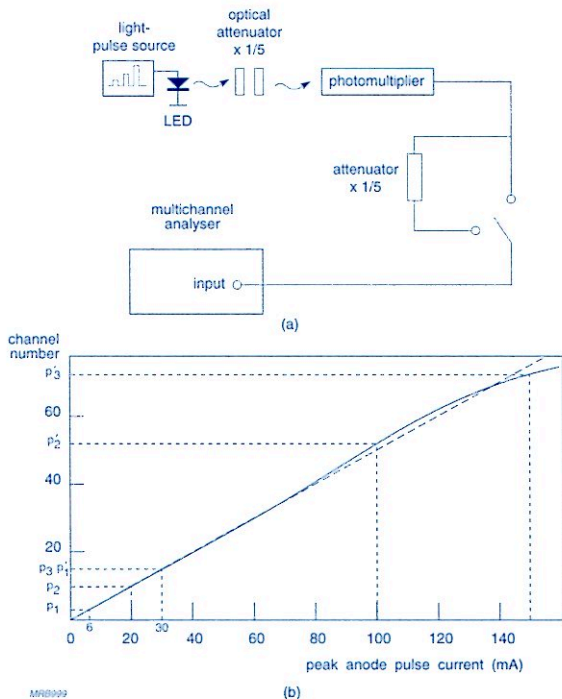 light-
pulse source
optical
attenuator
x 1/5
photomultiplier
LED
attenuator
x 1/5
multichannel
analyser
input
(a)
channel
number
p'3
60
p'2
40
20
p3 p'1
p2
p1
0 6 20 30 40 60 80 100 120 140
peak anode pulse current (mA)
MRB999
(b)